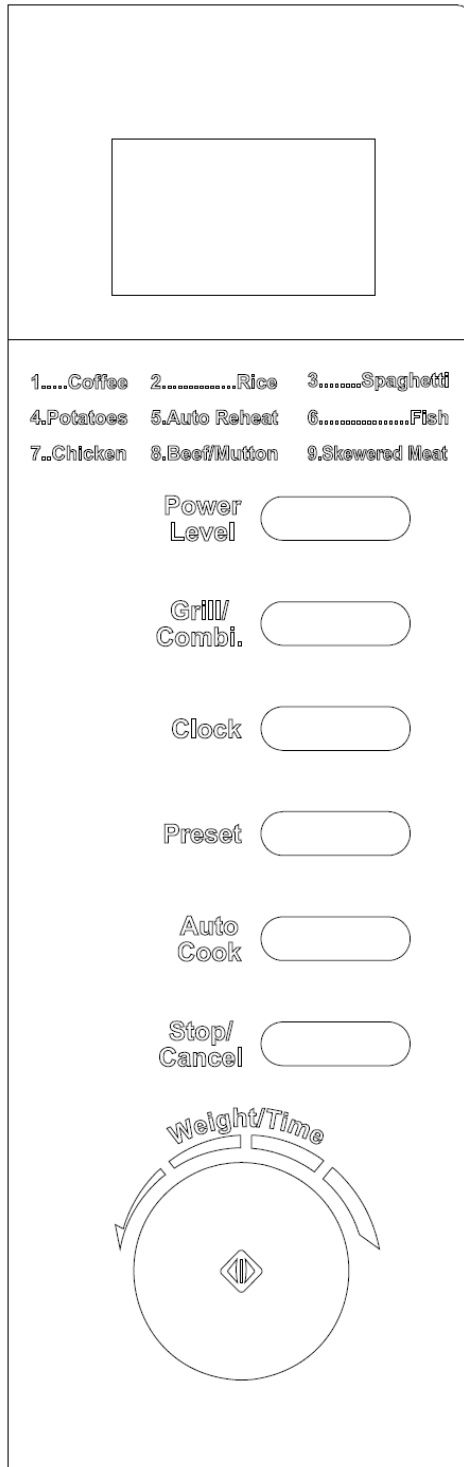 1.....Coffee 2.............Rice 3........Spaghetti
4.Potatoes 5.Auto Reheat 6................Fish
7..Chicken 8.Beef/Mutton 9.Skewered Meat
Power
Level
Grill/
Combi.
Clock
Preset
Auto
Cook
Stop/
Cancel
Weight/Time